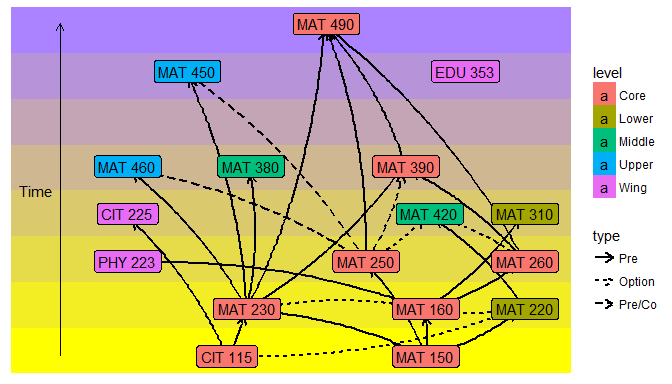 MAT 490
MAT 450
EDU 353
MAT 460
MAT 380
MAT 390
Time
CIT 225
MAT 420
MAT 310
PHY 223
MAT 250
MAT 260
MAT 230
MAT 160
MAT 220
CIT 115
MAT 150
level
a Core
a Lower
a Middle
a Upper
a Wing
type
Pre
Option
Pre/Co